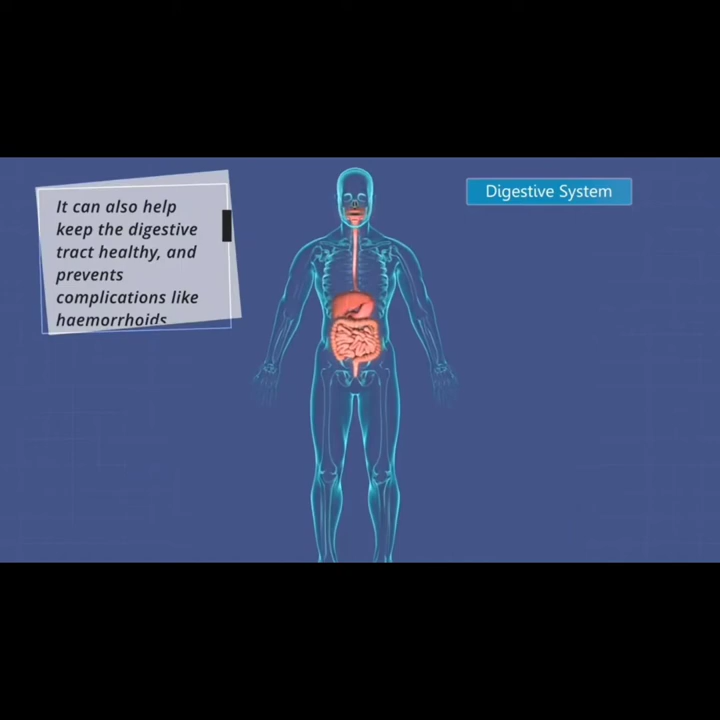 It can also help
keep the digestive
tract healthy, and
prevents
complications like
haemorrhoids
Digestive System